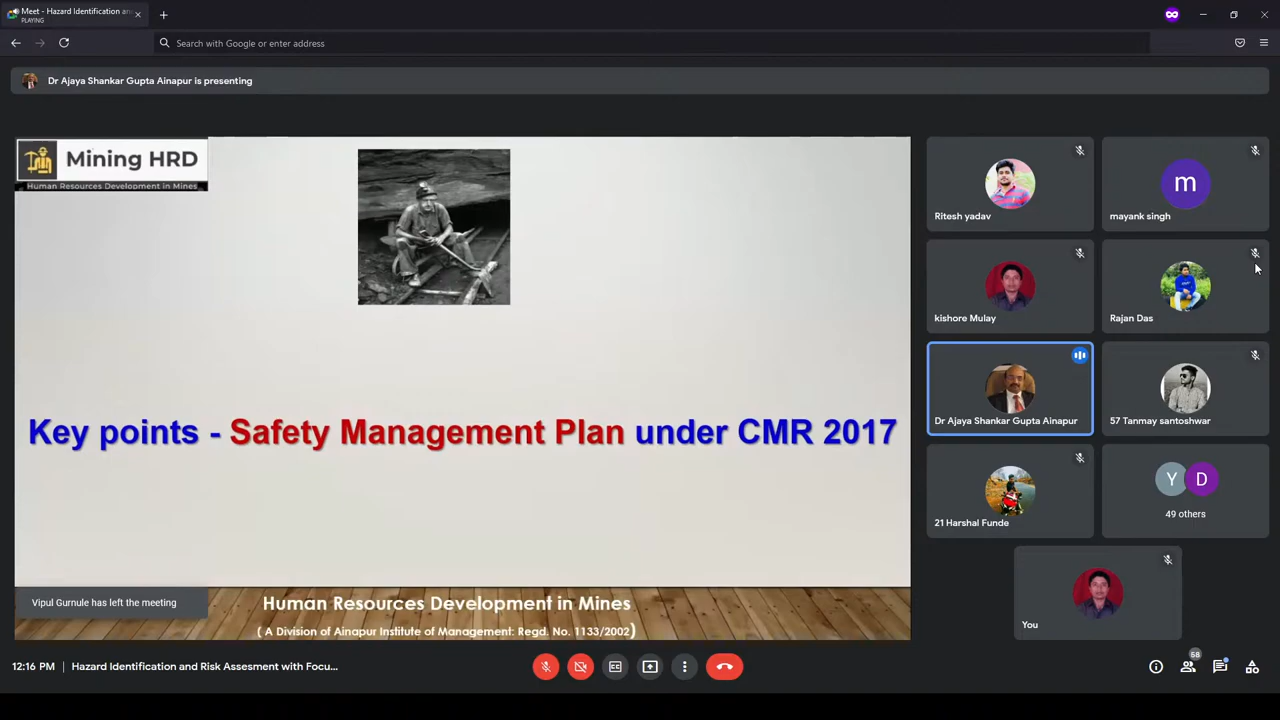 Meet - Hazard Identification an
PLAYING
Search with Google or enter address
Dr Ajaya Shankar Gupta Ainapur is presenting
Mining HRD
Human Resources Development in Mines
Key points - Safety Management Plan under CMR 2017
Vipul Gurnule has left the meeting
Human Resources Development in Mines
( A Division of Ainapur Institute of Management: Regd. No. 1133/2002)
Ritesh yadav
m
mayank singh
kishore Mulay
Rajan Das
Dr Ajaya Shankar Gupta Ainapur
57 Tanmay santoshwar
21 Harshal Funde
Y
D
49 others
You
12:16 PM | Hazard Identification and Risk Assesment with Focu...
58